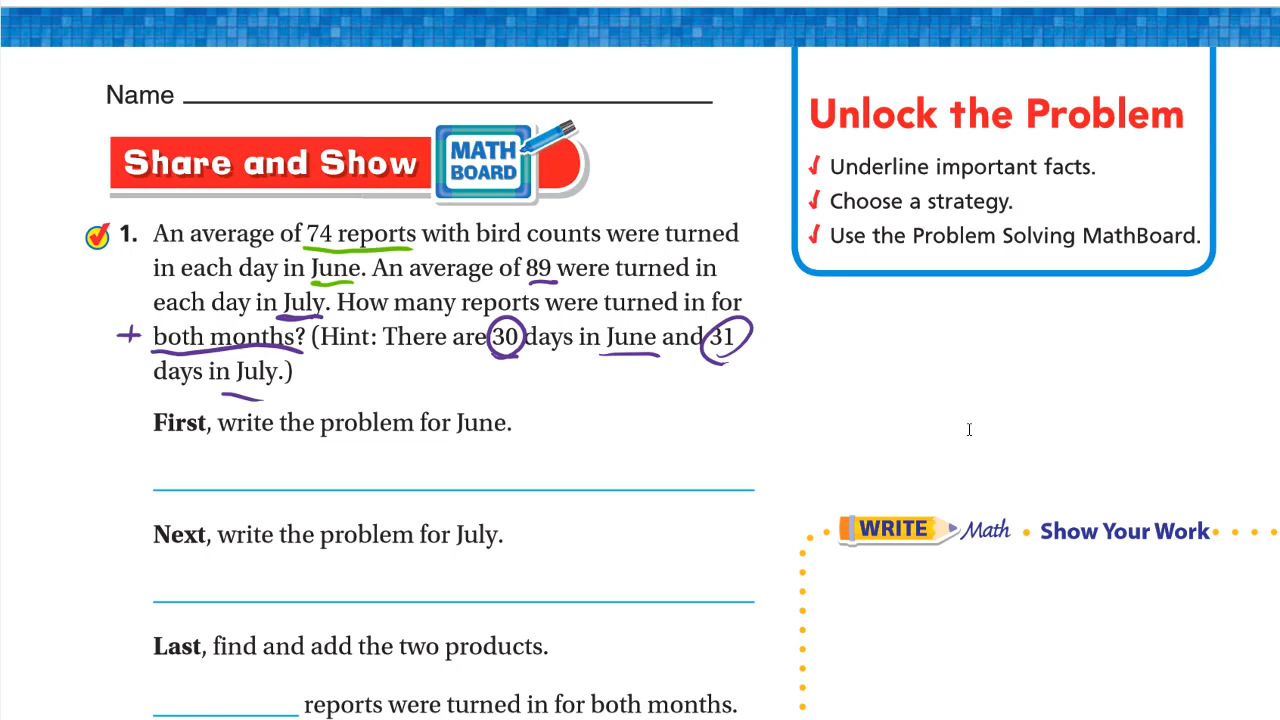 Name
Unlock the Problem
✓ Underline important facts.
✓ Choose a strategy.
✓ Use the Problem Solving MathBoard.
Share and Show
MATH
BOARD
1. An average of 74 reports with bird counts were turned
in each day in June. An average of 89 were turned in
each day in July. How many reports were turned in for
+ both months? (Hint: There are 30 days in June and 31
days in July.)
First, write the problem for June.
Next, write the problem for July.
Last, find and add the two products.
reports were turned in for both months.
WRITE Math • Show Your Work